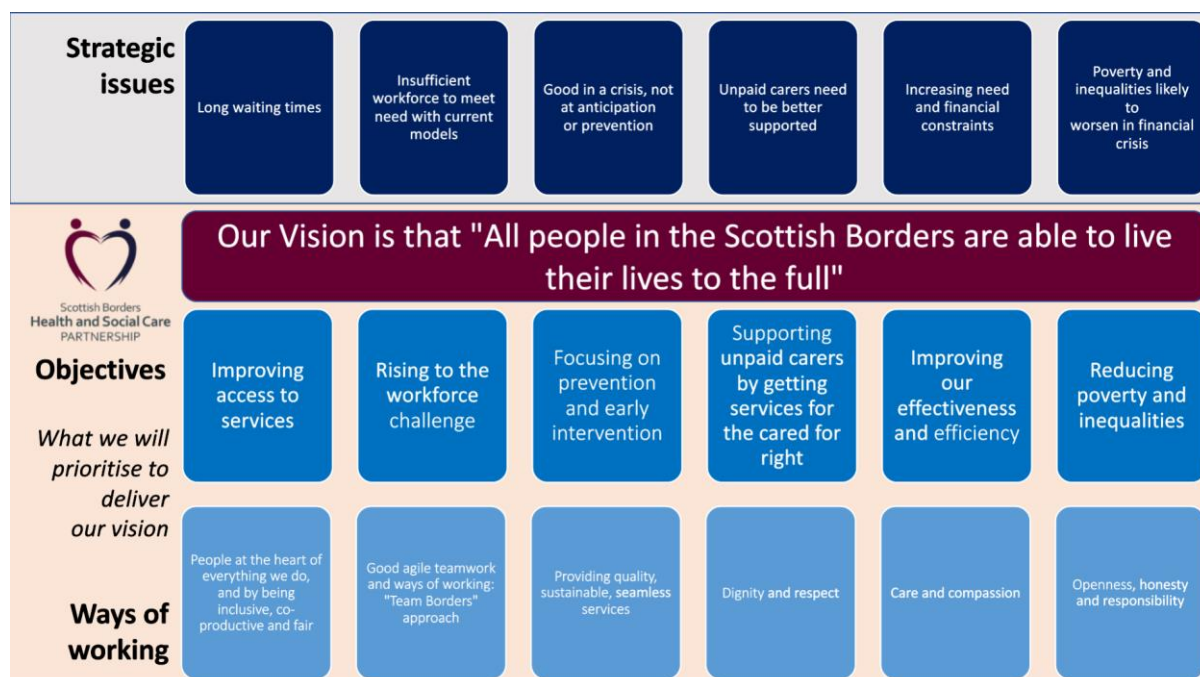 Strategic
issues
Long waiting times
Insufficient
workforce to meet
need with current
models
Good in a crisis, not
at anticipation
or prevention
Unpaid carers need
to be better
supported
Increasing need
and financial
constraints
Poverty and
inequalities likely
to
worsen in financial
crisis
Our Vision is that "All people in the Scottish Borders are able to live
their lives to the full"
Scottish Borders
Health and Social Care
PARTNERSHIP
Objectives
What we will
prioritise to
deliver
our vision
Improving
access to
services
Rising to the
workforce
challenge
Focusing on
prevention
and early
intervention
Supporting
unpaid carers
by getting
services for
the cared for
right
Improving
our
effectiveness
and efficiency
Reducing
poverty and
inequalities
Ways of
working
People at the heart of
everything we do,
and by being
inclusive, co-
productive and fair
Good agile teamwork
and ways of working:
"Team Borders"
approach
Providing quality,
sustainable, seamless
services
Dignity and respect
Care and compassion
Openness, honesty
and responsibility